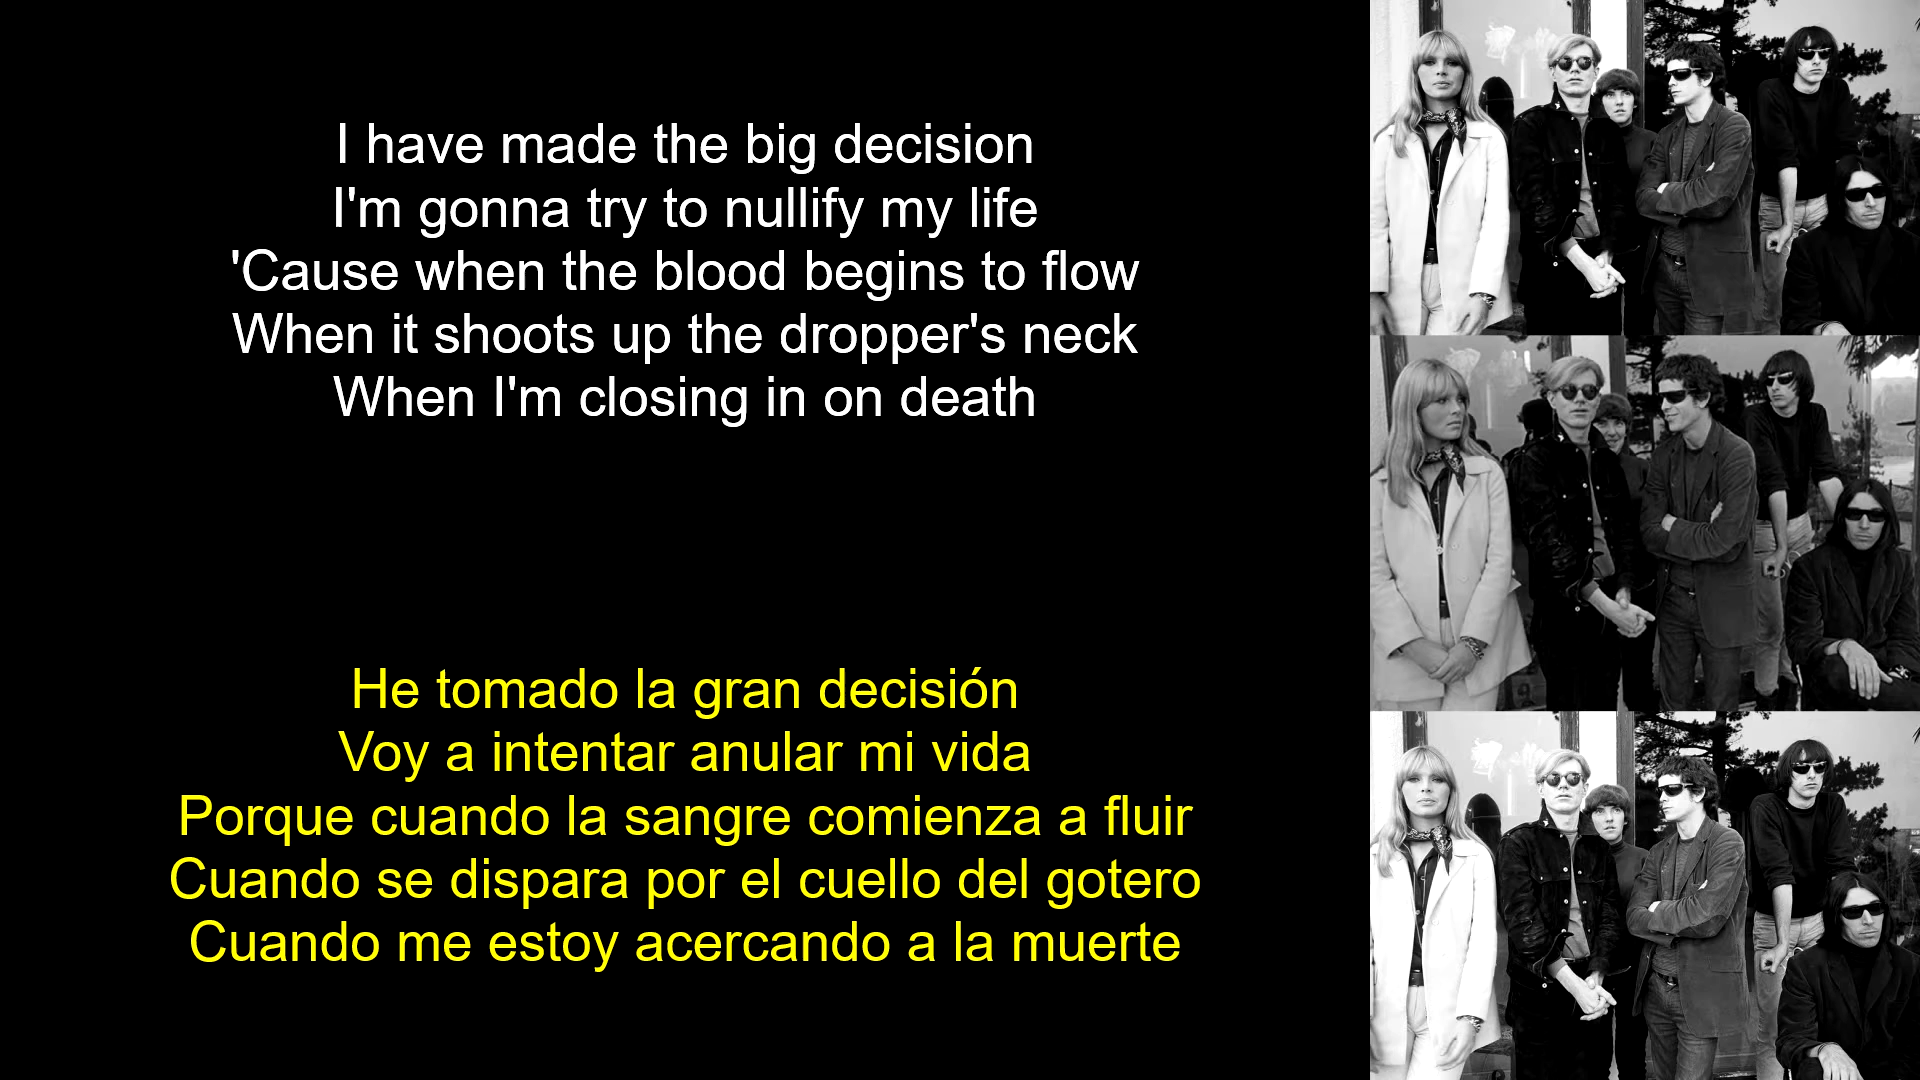 I have made the big decision
I'm gonna try to nullify my life
'Cause when the blood begins to flow
When it shoots up the dropper's neck
When I'm closing in on death
He tomado la gran decisión
Voy a intentar anular mi vida
Porque cuando la sangre comienza a fluir
Cuando se dispara por el cuello del gotero
Cuando me estoy acercando a la muerte